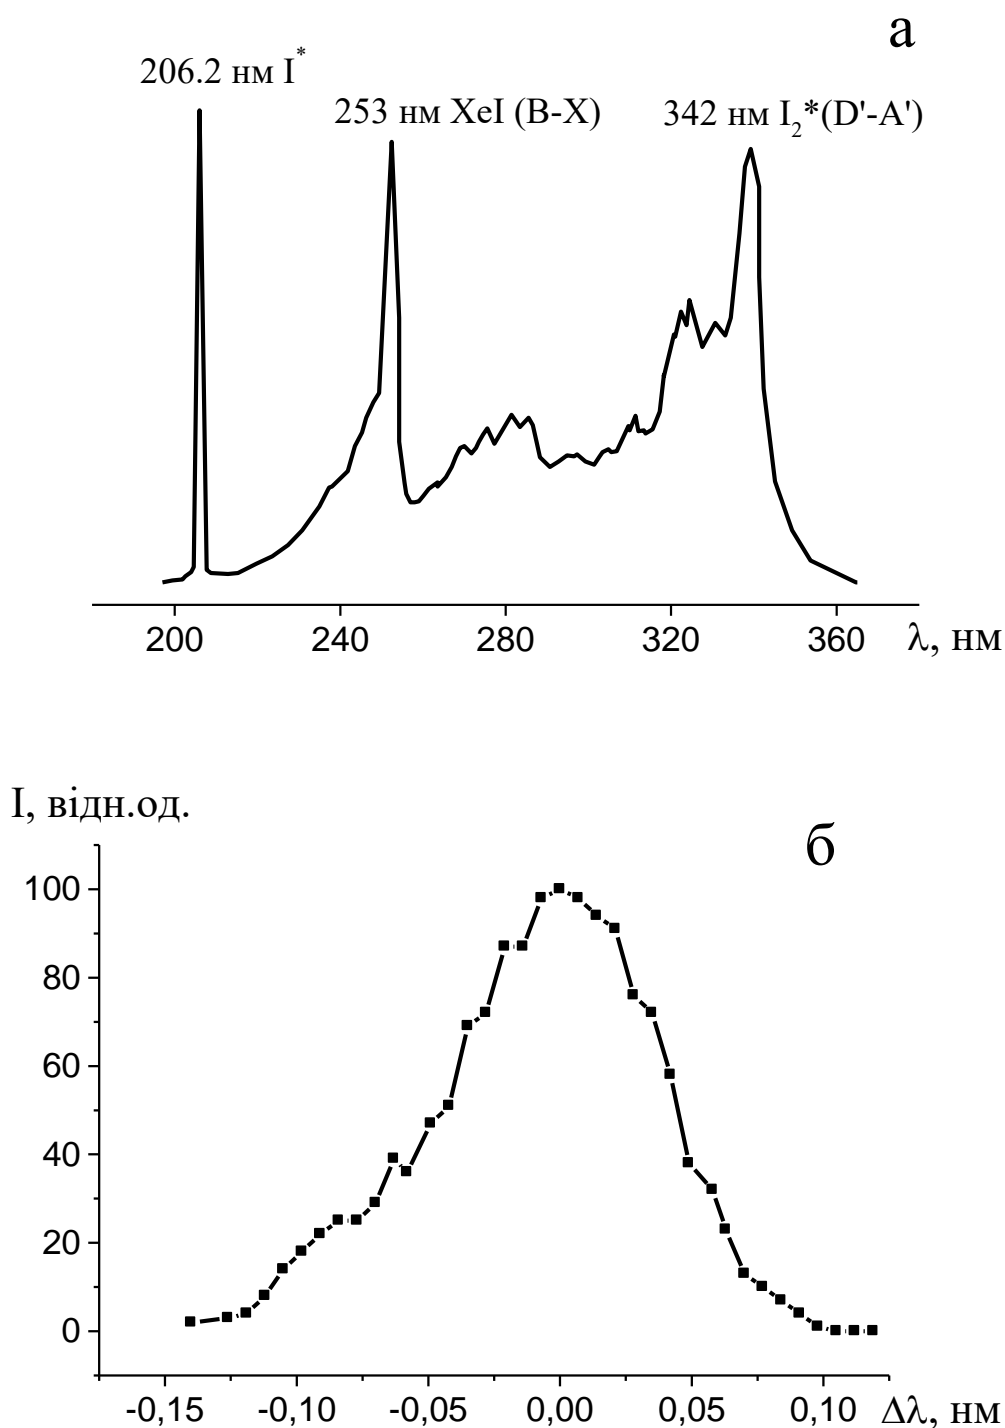 а
206.2 нм I*
253 нм XeI (B-X)
342 нм I₂*(D'-A')
200 240 280 320 360 λ, нм
I, відн.од.
б
100
80
60
40
20
0
-0,15 -0,10 -0,05 0,00 0,05 0,10 Δλ, нм